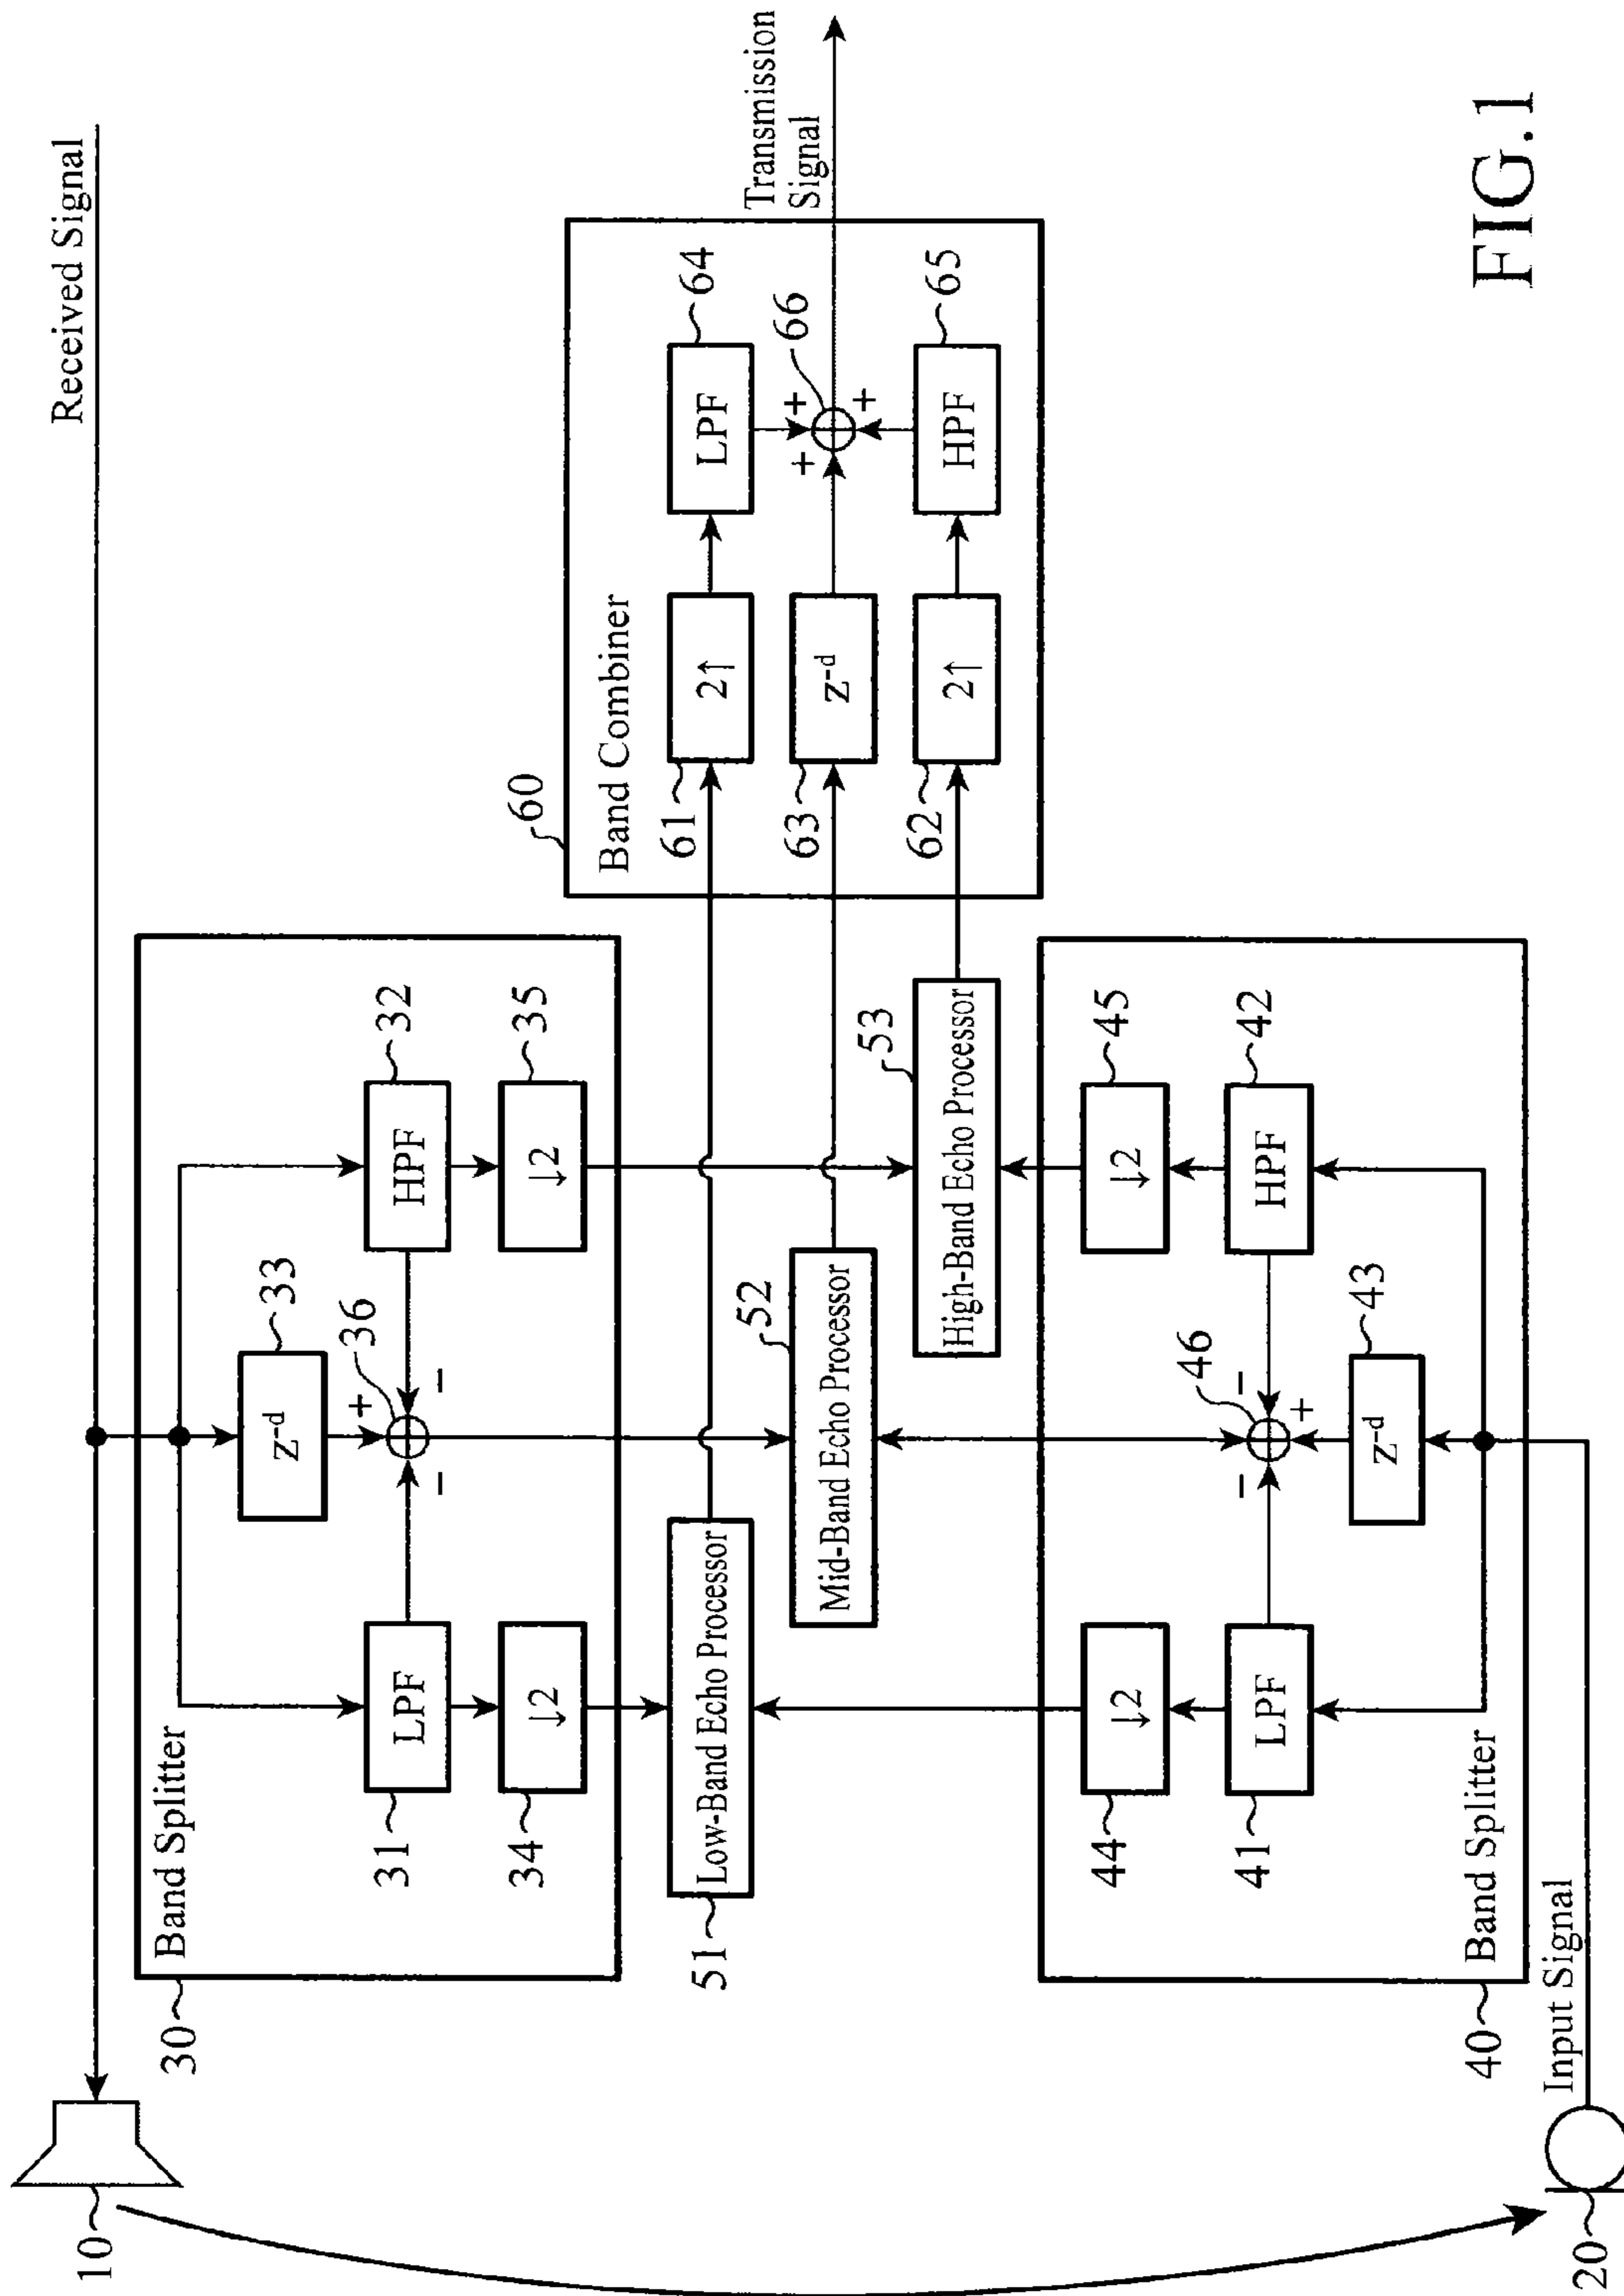 Received Signal
10
30
Band Splitter
z-d
33
36
+
−
−
31
LPF
HPF
32
34
↓2
↓2
35
51
Low-Band Echo Processor
52
Mid-Band Echo Processor
53
High-Band Echo Processor
60
Band Combiner
61
2↑
LPF
64
63
z-d
+
+
66
+
62
2↑
HPF
65
Transmission
Signal
44
↓2
↓2
45
41
LPF
HPF
42
46
−
−
+
z-d
43
40
Band Splitter
Input Signal
20
FIG.1